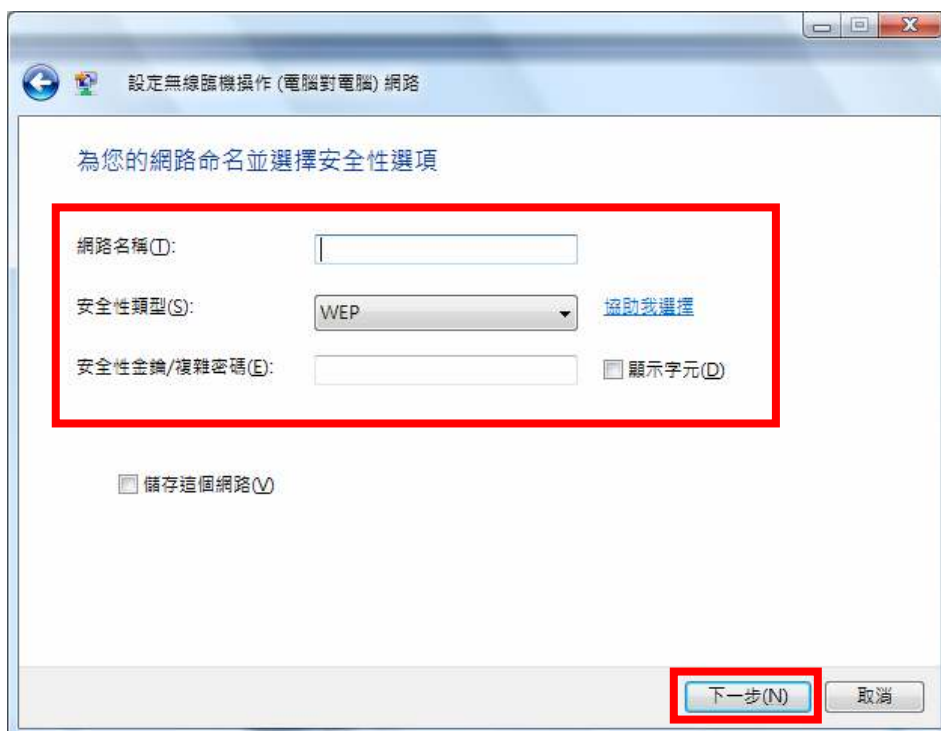 設定無線臨機操作 (電腦對電腦) 網路
為您的網路命名並選擇安全性選項
網路名稱(T):
安全性類型(S): WEP 協助我選擇
安全性金鑰/複雜密碼(E): 顯示字元(D)
儲存這個網路(V)
下一步(N) 取消